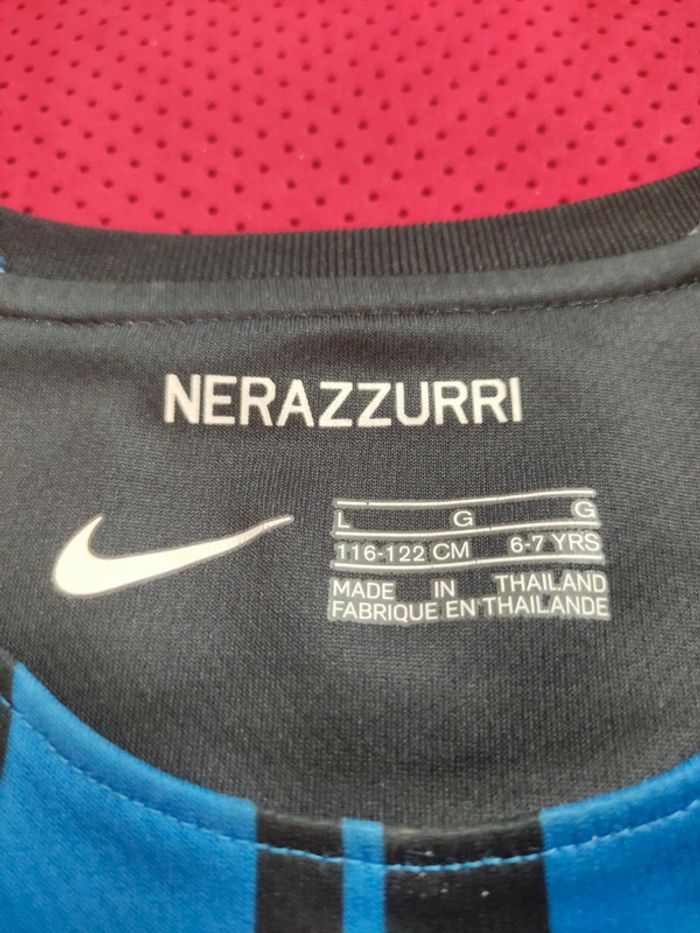 NERAZZURRI
L G G
116-122 CM 6-7 YRS
MADE IN THAILAND
FABRIQUE EN THAILANDE